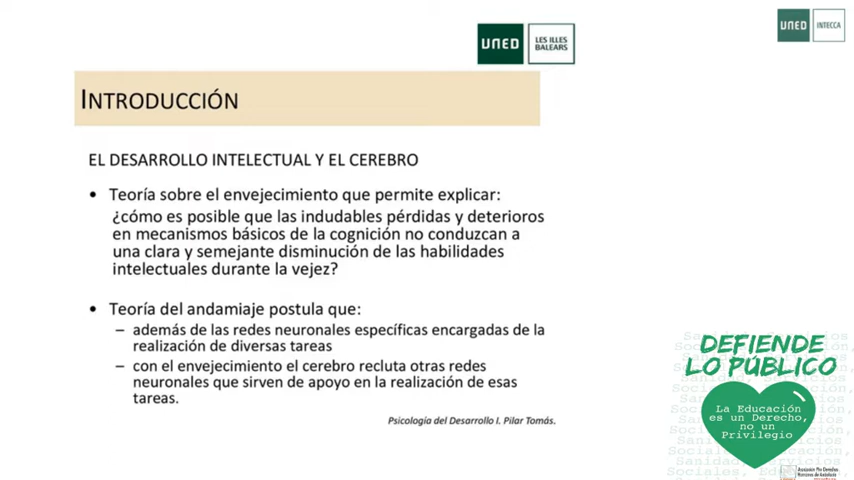 UNED
LES ILLES
BALEARS
UNED
INTECCA
INTRODUCCIÓN
EL DESARROLLO INTELECTUAL Y EL CEREBRO
• Teoría sobre el envejecimiento que permite explicar:
¿cómo es posible que las indudables pérdidas y deterioros
en mecanismos básicos de la cognición no conduzcan a
una clara y semejante disminución de las habilidades
intelectuales durante la vejez?
• Teoría del andamiaje postula que:
– además de las redes neuronales específicas encargadas de la
realización de diversas tareas
– con el envejecimiento el cerebro recluta otras redes
neuronales que sirven de apoyo en la realización de esas
tareas.
Psicología del Desarrollo I. Pilar Tomás.
DEFIENDE
LO PÚBLICO
La Educación
es un Derecho,
no un
Privilegio